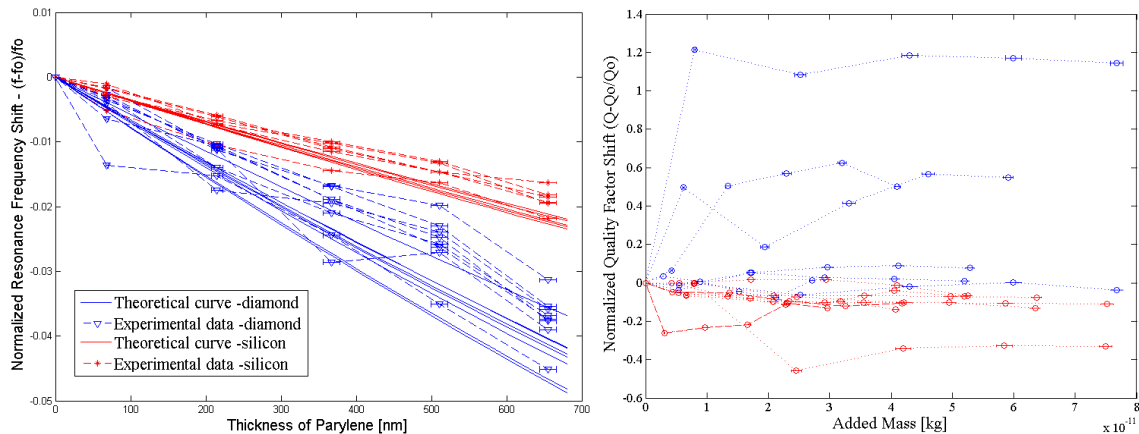 0.01
0
-0.01
-0.02
-0.03
-0.04
-0.05
Normalized Resonance Frequency Shift - (f-fo)/fo
Theoretical curve -diamond
Experimental data -diamond
Theoretical curve -silicon
Experimental data -silicon
0 100 200 300 400 500 600 700
Thickness of Parylene [nm]
1.4
1.2
1
0.8
0.6
0.4
0.2
0
-0.2
-0.4
-0.6
Normalized Quality Factor Shift (Q-Qo/Qo)
0 1 2 3 4 5 6 7 8
Added Mass [kg]
x 10⁻¹¹